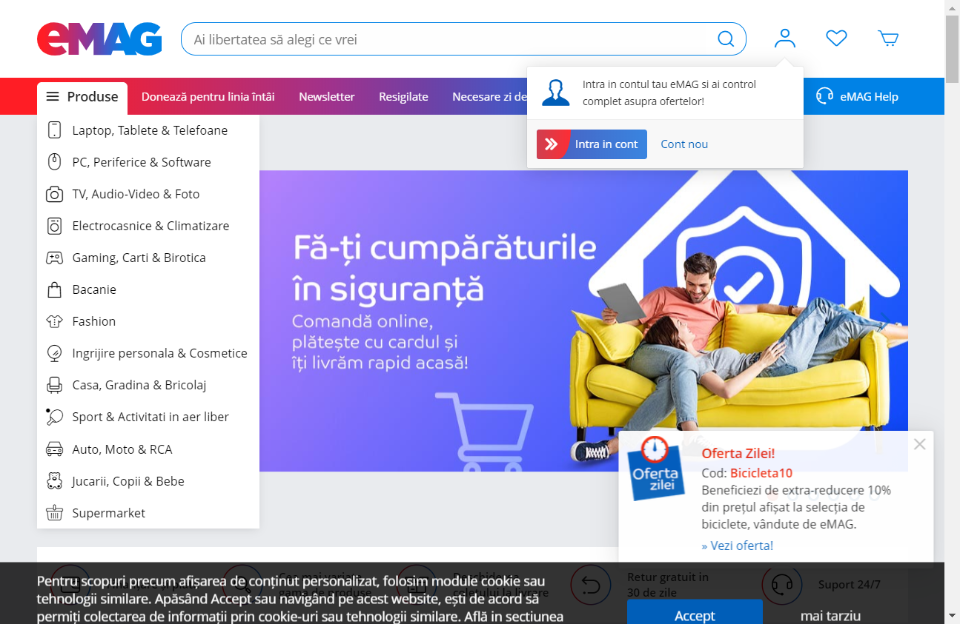 eMAG
Ai libertatea să alegi ce vrei
Produse
Donează pentru linia întâi
Newsletter
Resigilate
Necesare zi de
eMAG Help
Intra in contul tau eMAG si ai control
complet asupra ofertelor!
Intra in cont
Cont nou
Laptop, Tablete & Telefoane
PC, Periferice & Software
TV, Audio-Video & Foto
Electrocasnice & Climatizare
Gaming, Carti & Birotica
Bacanie
Fashion
Ingrijire personala & Cosmetice
Casa, Gradina & Bricolaj
Sport & Activitati in aer liber
Auto, Moto & RCA
Jucarii, Copii & Bebe
Supermarket
Fă-ți cumpărăturile
în siguranță
Comandă online,
plătește cu cardul și
îți livrăm rapid acasă!
Oferta
zilei
Oferta Zilei!
Cod: Bicicleta10
Beneficiezi de extra-reducere 10%
din prețul afișat la selecția de
biciclete, vândute de eMAG.
» Vezi oferta!
Retur gratuit in
30 de zile
Suport 24/7
Pentru scopuri precum afișarea de conținut personalizat, folosim module cookie sau
tehnologii similare. Apăsând Accept sau navigând pe acest website, ești de acord să
permiți colectarea de informații prin cookie-uri sau tehnologii similare. Află in sectiunea
Accept
mai tarziu